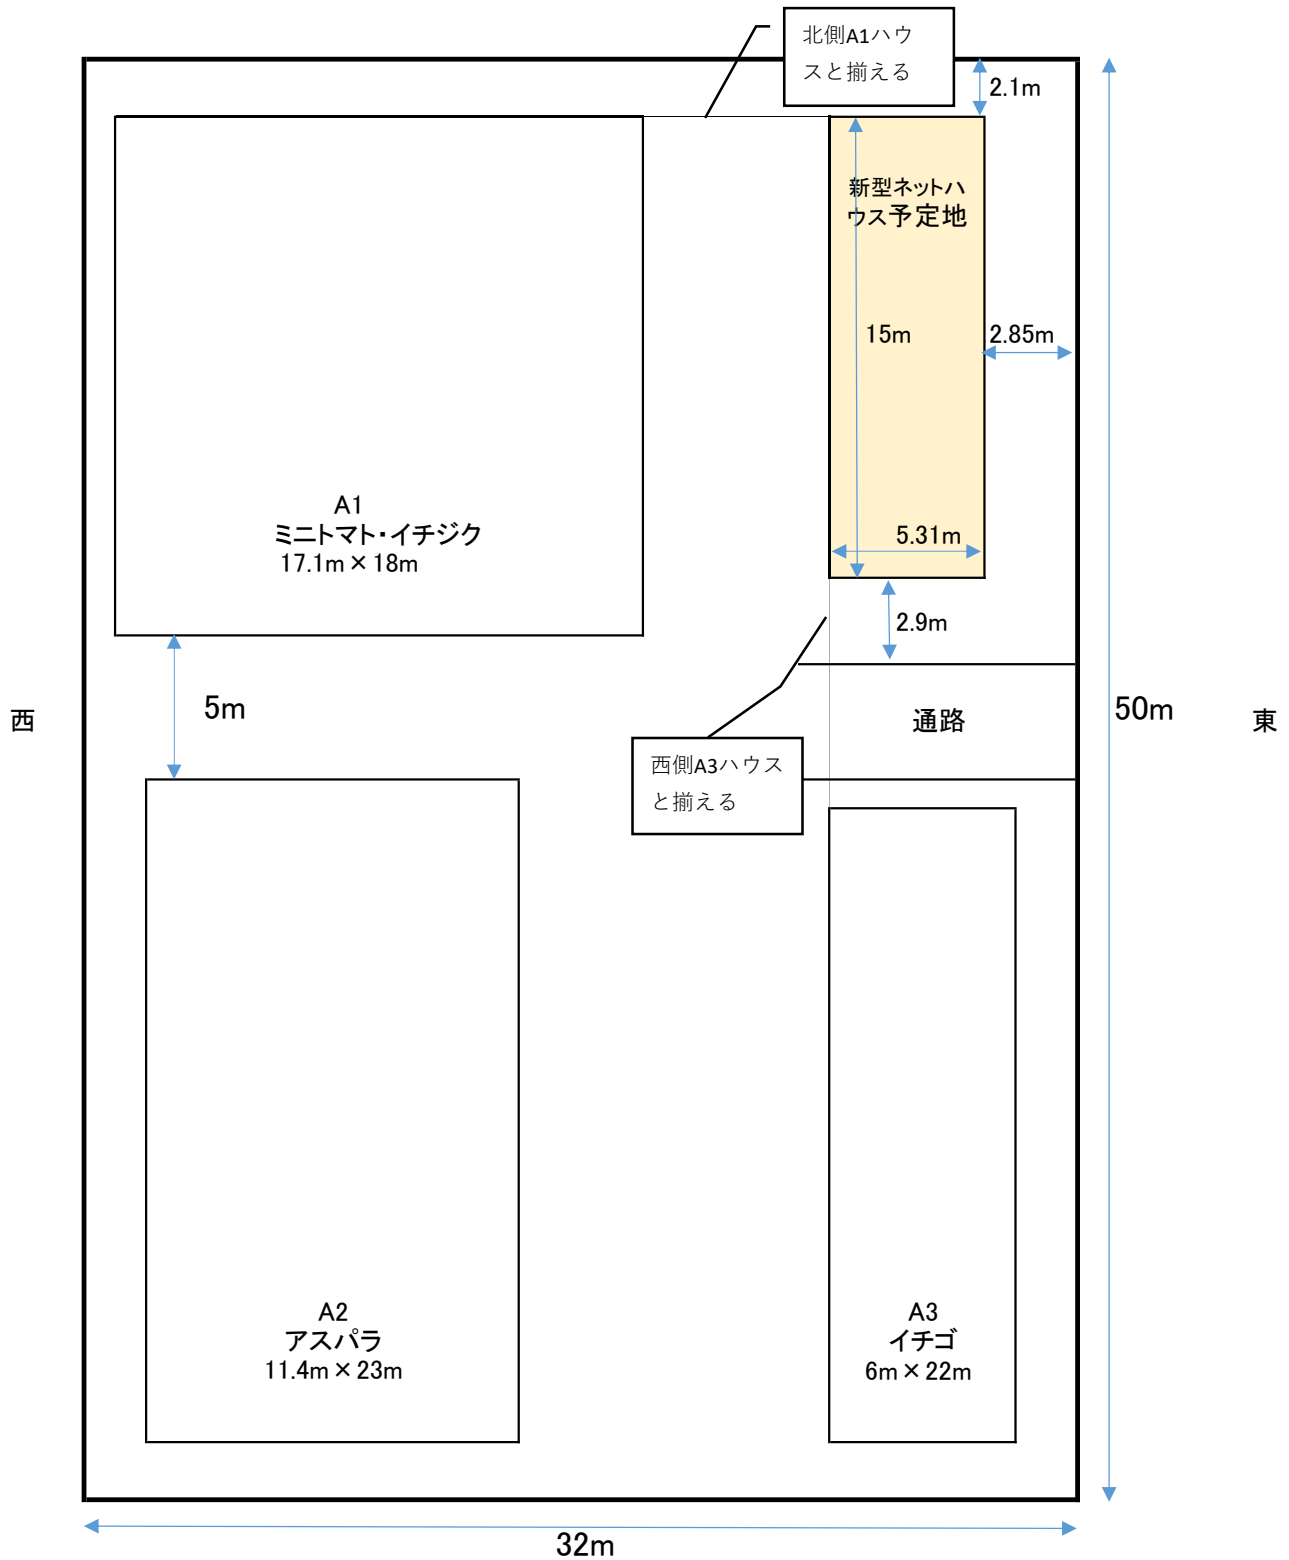 北側A1ハウ
スと揃える
2.1m
新型ネットハ
ウス予定地
15m
2.85m
A1
ミニトマト・イチジク
17.1m×18m
5.31m
2.9m
5m
西
通路
50m
東
西側A3ハウス
と揃える
A2
アスパラ
11.4m×23m
A3
イチゴ
6m×22m
32m